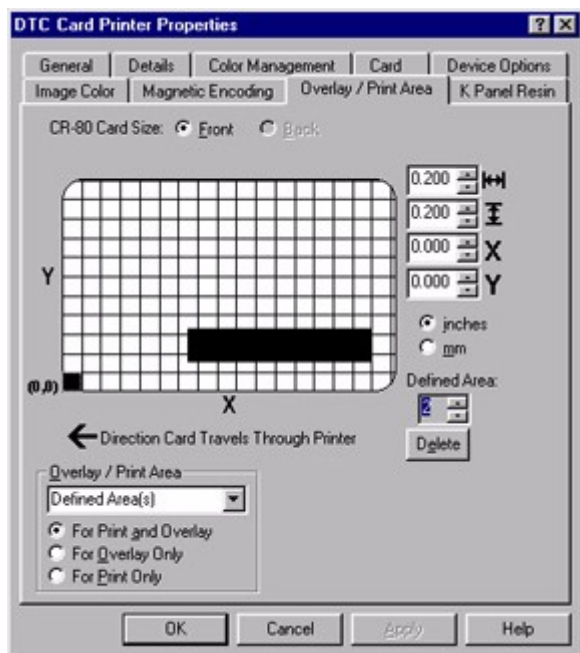 DTC Card Printer Properties
General Details Color Management Card Device Options
Image Color Magnetic Encoding Overlay / Print Area K Panel Resin
CR-80 Card Size: Front Back
0.200
0.200
0.000 X
0.000 Y
Y
inches
mm
(0,0)
X
Defined Area:
2
Direction Card Travels Through Printer
Delete
Overlay / Print Area
Defined Area(s)
For Print and Overlay
For Overlay Only
For Print Only
OK Cancel Apply Help